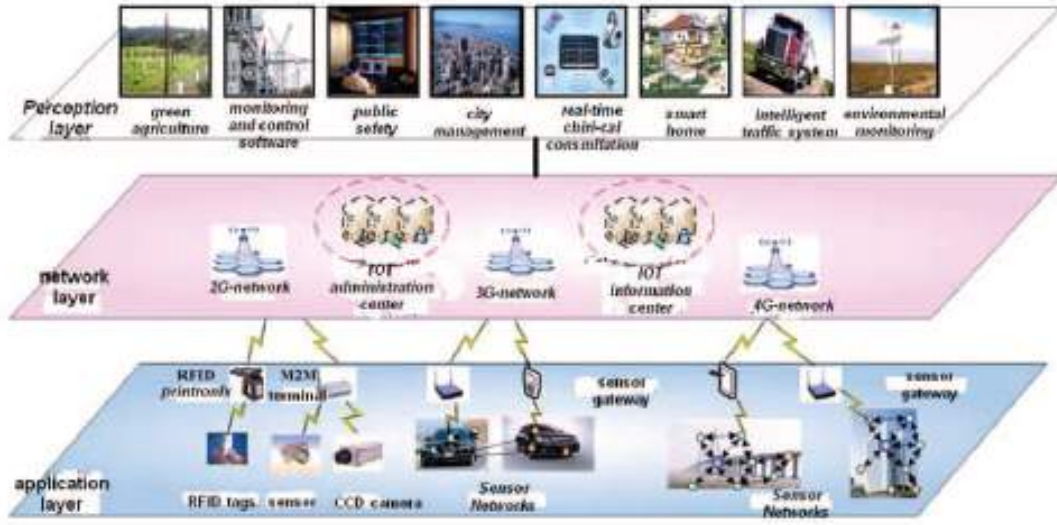 Perception
layer
green
agriculture
monitoring
and control
software
public
safety
city
management
real-time
consultation
smart
home
intelligent
traffic system
environmental
monitoring
network
layer
2G-network
IOT
administration
center
3G-network
IOT
information
center
4G-network
RFID
printronix
M2M
terminal
sensor
gateway
sensor
gateway
application
layer
RFID tags
sensor
CCD camera
Sensor
Networks
Sensor
Networks